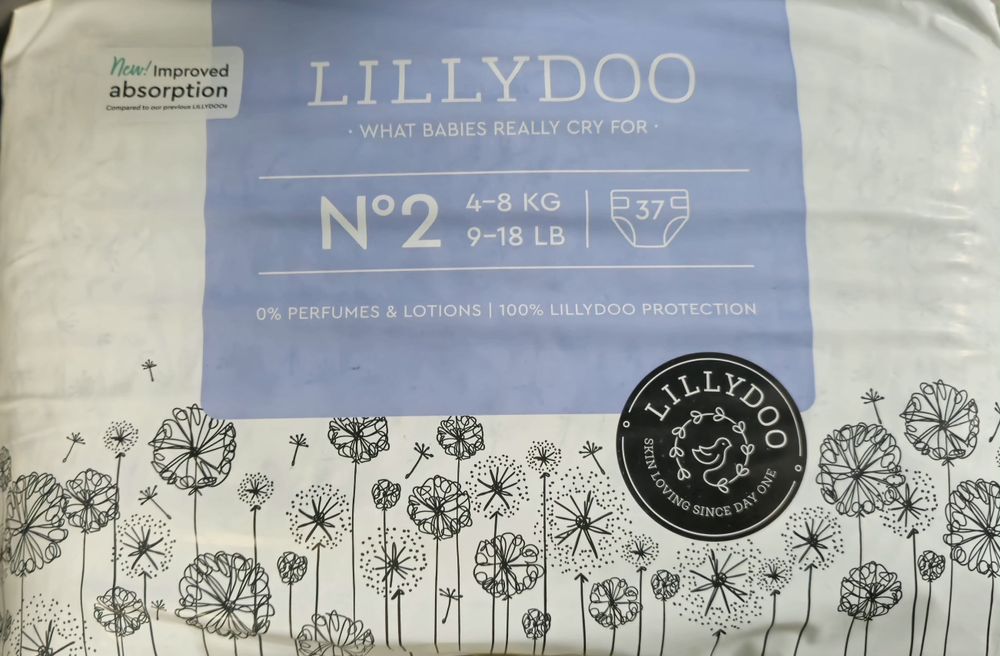 New! Improved
absorption
Compared to our previous LILLYDOOs
LILLYDOO
· WHAT BABIES REALLY CRY FOR ·
Nº2
4–8 KG
9–18 LB
37
0% PERFUMES & LOTIONS | 100% LILLYDOO PROTECTION
LILLYDOO
SKIN LOVING SINCE DAY ONE